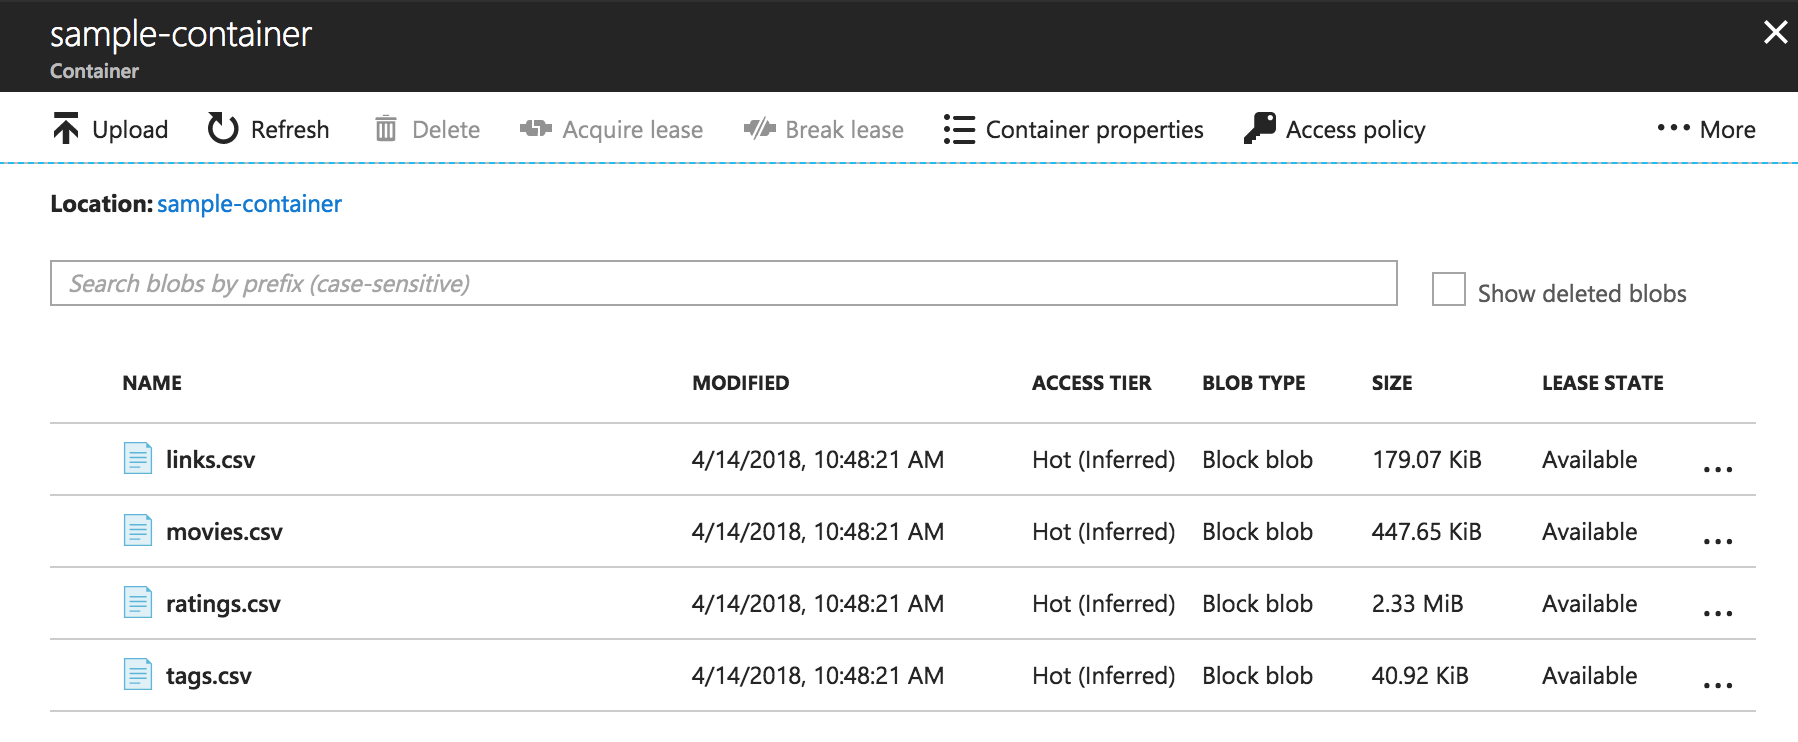 sample-container
Container
Upload Refresh Delete Acquire lease Break lease Container properties Access policy ••• More
Location: sample-container
Search blobs by prefix (case-sensitive) Show deleted blobs
NAME MODIFIED ACCESS TIER BLOB TYPE SIZE LEASE STATE
links.csv 4/14/2018, 10:48:21 AM Hot (Inferred) Block blob 179.07 KiB Available ...
movies.csv 4/14/2018, 10:48:21 AM Hot (Inferred) Block blob 447.65 KiB Available ...
ratings.csv 4/14/2018, 10:48:21 AM Hot (Inferred) Block blob 2.33 MiB Available ...
tags.csv 4/14/2018, 10:48:21 AM Hot (Inferred) Block blob 40.92 KiB Available ...